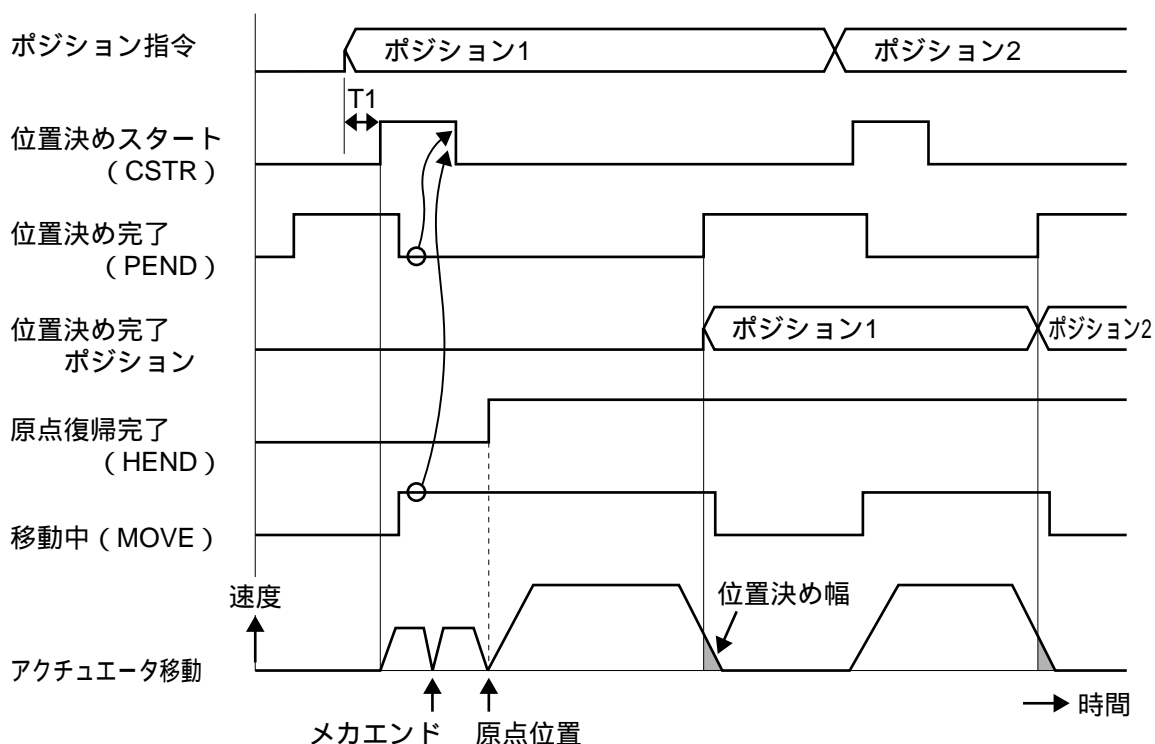 ポジション指令
ポジション1
ポジション2
T1
位置決めスタート
(CSTR)
位置決め完了
(PEND)
位置決め完了
ポジション
ポジション1
ポジション2
原点復帰完了
(HEND)
移動中(MOVE)
速度
位置決め幅
アクチュエータ移動
時間
メカエンド
原点位置